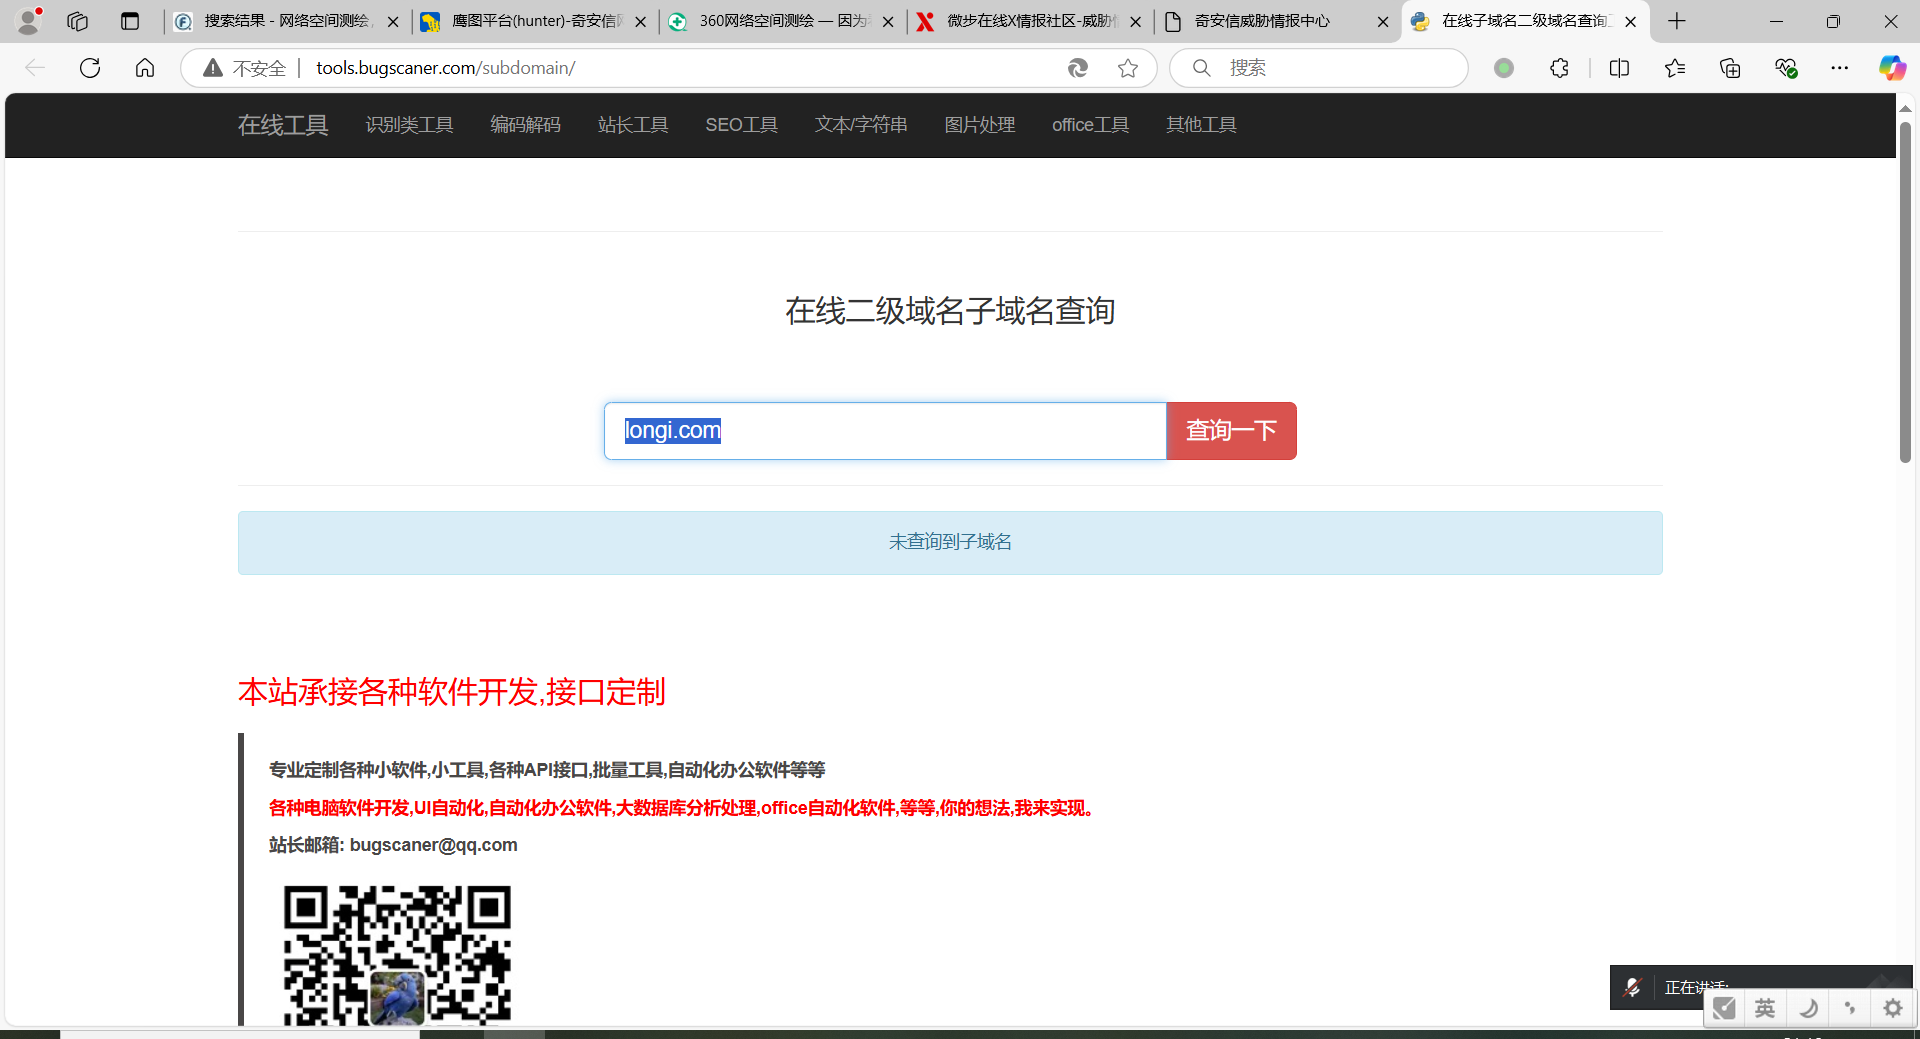 搜索结果 - 网络空间测绘
鹰图平台(hunter)-奇安信网
360网络空间测绘 — 因为
微步在线X情报社区-威胁
奇安信威胁情报中心
在线子域名二级域名查询
不安全
tools.bugscaner.com/subdomain/
搜索
在线工具
识别类工具
编码解码
站长工具
SEO工具
文本/字符串
图片处理
office工具
其他工具
在线二级域名子域名查询
longi.com
查询一下
未查询到子域名
本站承接各种软件开发,接口定制
专业定制各种小软件,小工具,各种API接口,批量工具,自动化办公软件等等
各种电脑软件开发,UI自动化,自动化办公软件,大数据库分析处理,office自动化软件,等等,你的想法,我来实现。
站长邮箱: bugscaner@qq.com
正在讲话:
英